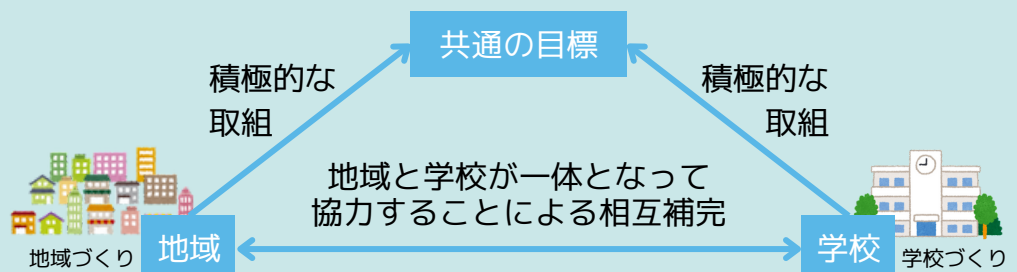 共通の目標
積極的な
取組
積極的な
取組
地域と学校が一体となって
協力することによる相互補完
地域づくり
地域
学校
学校づくり